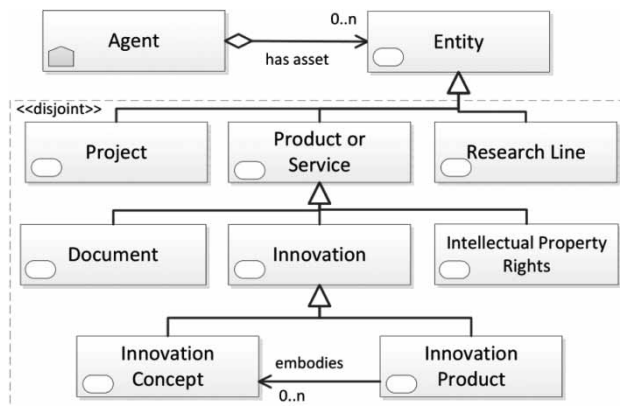 0..n
Agent
Entity
has asset
<<disjoint>>
Project
Product or
Service
Research Line
Document
Innovation
Intellectual Property
Rights
Innovation
Concept
embodies
0..n
Innovation
Product